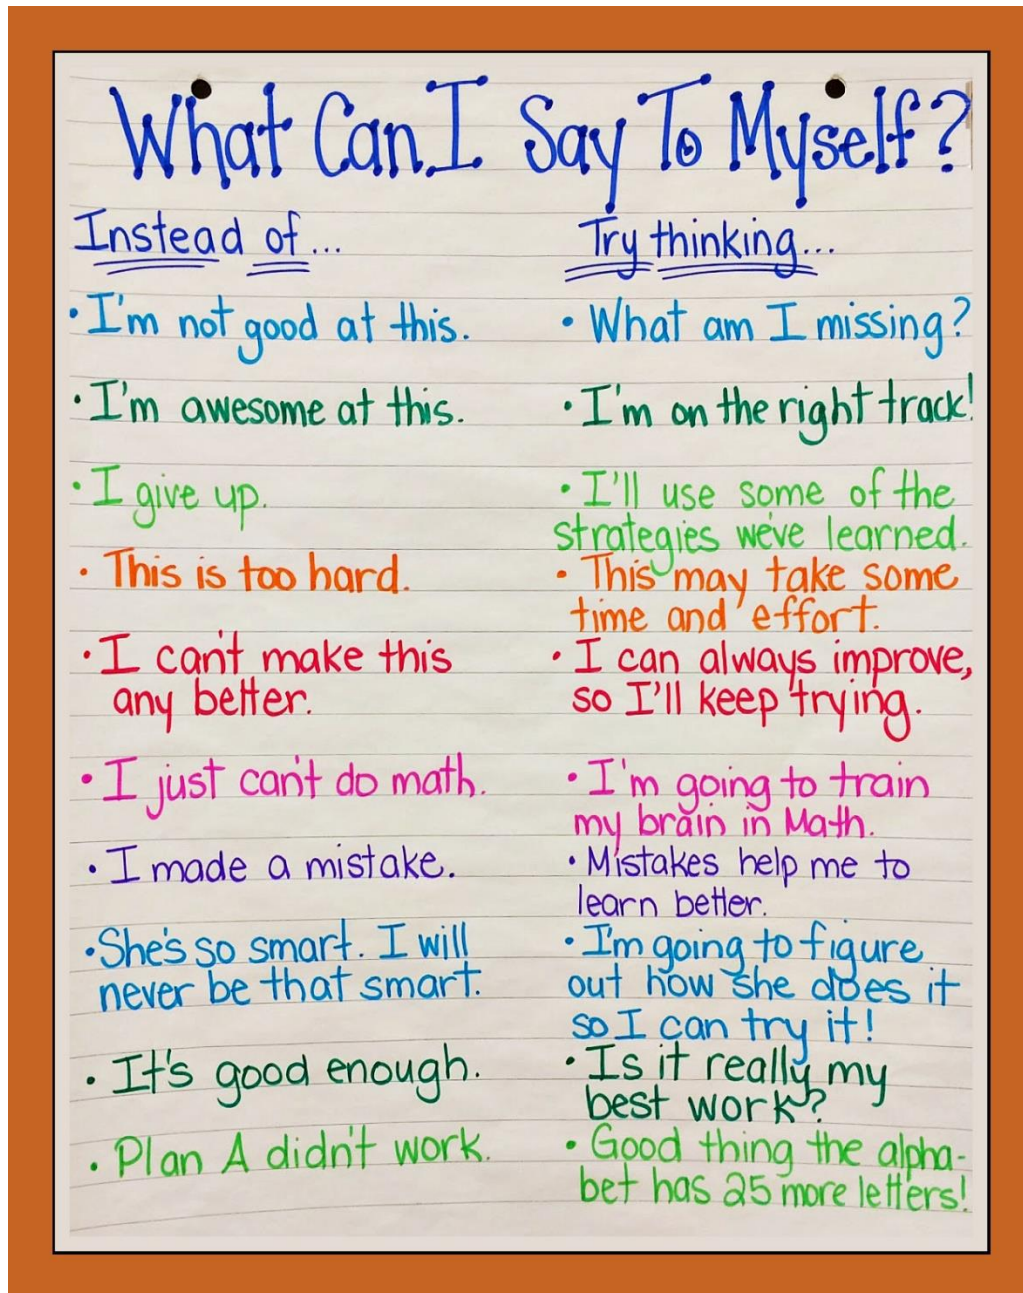 What Can I Say To Myself?
Instead of...
Try thinking...
• I'm not good at this.
• What am I missing?
• I'm awesome at this.
• I'm on the right track!
• I give up.
• I'll use some of the
strategies we've learned.
• This is too hard.
• This may take some
time and effort.
• I can't make this
any better.
• I can always improve,
so I'll keep trying.
• I just can't do math.
• I'm going to train
my brain in Math.
• I made a mistake.
• Mistakes help me to
learn better.
• She's so smart. I will
never be that smart.
• I'm going to figure
out how she does it
so I can try it!
• It's good enough.
• Is it really my
best work?
• Plan A didn't work.
• Good thing the alpha-
bet has 25 more letters!